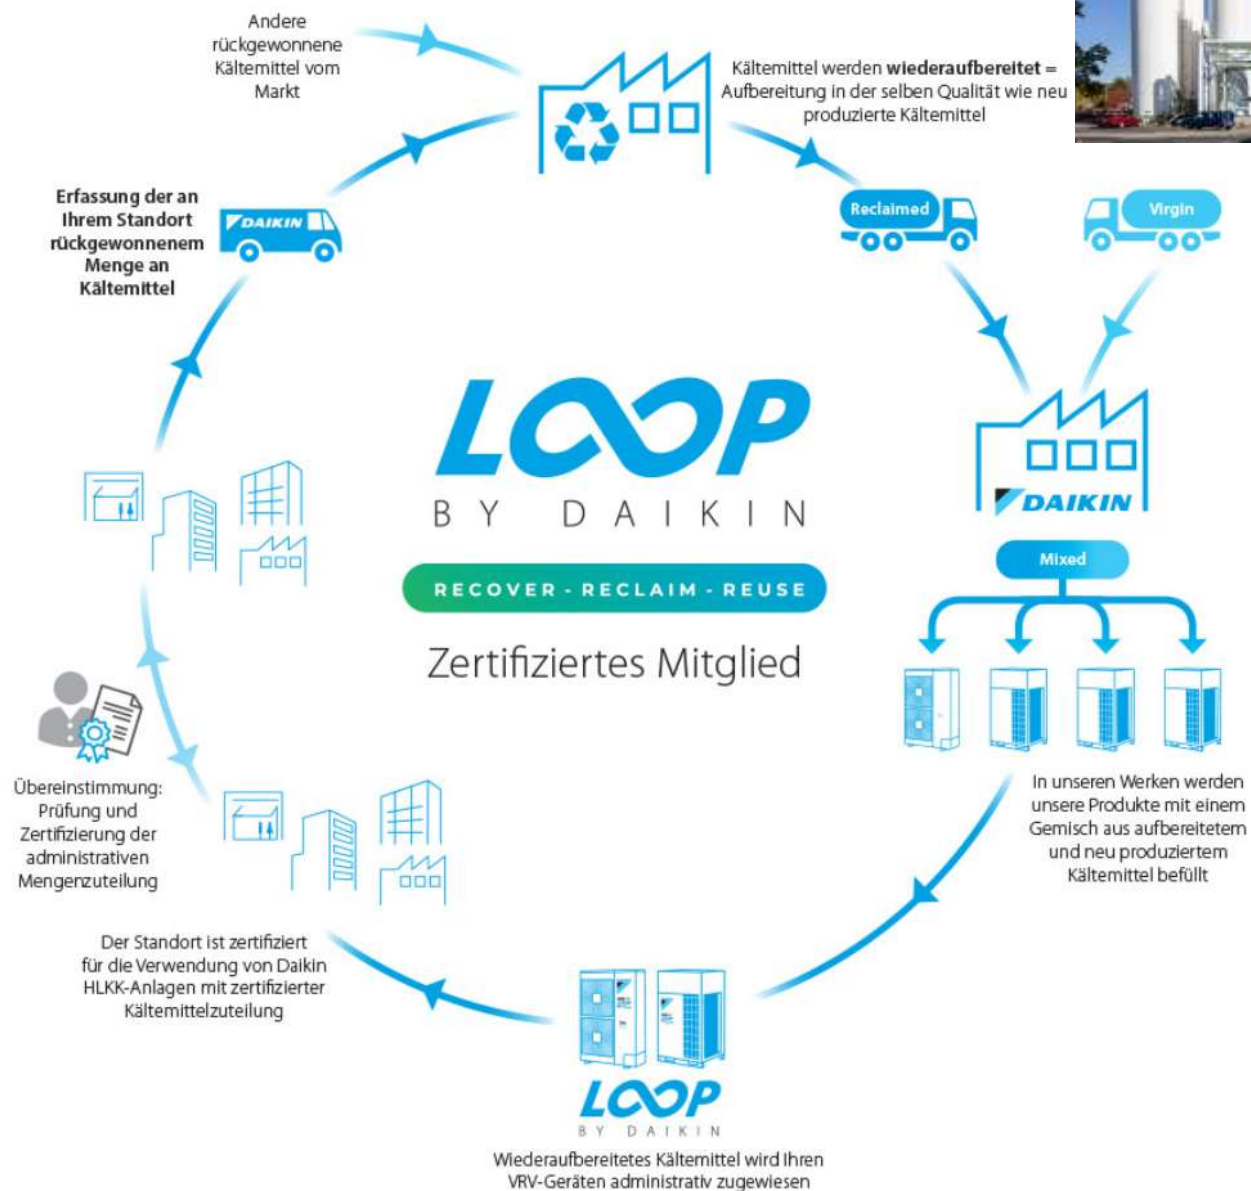 Andere
rückgewonnene
Kältemittel vom
Markt
Kältemittel werden wiederaufbereitet =
Aufbereitung in der selben Qualität wie neu
produzierte Kältemittel
Erfassung der an
Ihrem Standort
rückgewonnenem
Menge an
Kältemittel
DAIKIN
Reclaimed
Virgin
LOOP
BY DAIKIN
RECOVER - RECLAIM - REUSE
Zertifiziertes Mitglied
DAIKIN
Mixed
In unseren Werken werden
unsere Produkte mit einem
Gemisch aus aufbereitetem
und neu produziertem
Kältemittel befüllt
Übereinstimmung:
Prüfung und
Zertifizierung der
administrativen
Mengenzuteilung
Der Standort ist zertifiziert
für die Verwendung von Daikin
HLKK-Anlagen mit zertifizierter
Kältemittelzuteilung
LOOP
BY DAIKIN
Wiederaufbereitetes Kältemittel wird Ihren
VRV-Geräten administrativ zugewiesen